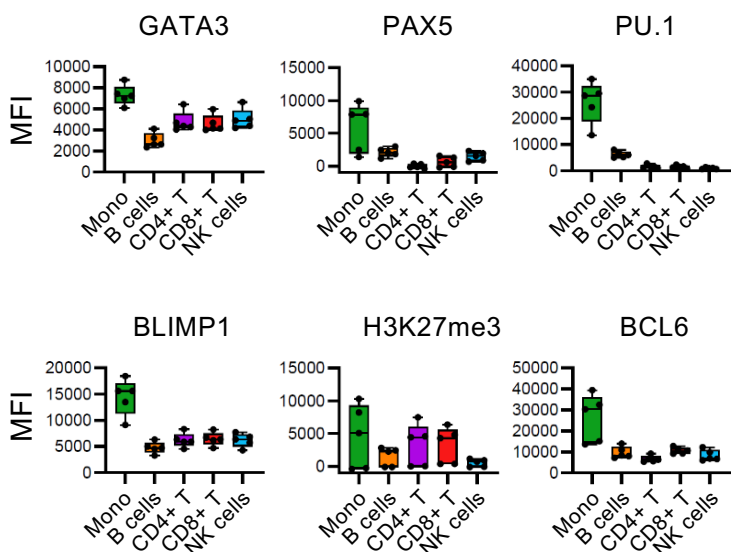 GATA3
PAX5
PU.1
MFI
10000
8000
6000
4000
2000
0
Mono
B cells
CD4+ T
CD8+ T
NK cells
15000
10000
5000
0
Mono
B cells
CD4+ T
CD8+ T
NK cells
40000
30000
20000
10000
0
Mono
B cells
CD4+ T
CD8+ T
NK cells
BLIMP1
H3K27me3
BCL6
MFI
20000
15000
10000
5000
0
Mono
B cells
CD4+ T
CD8+ T
NK cells
15000
10000
5000
0
Mono
B cells
CD4+ T
CD8+ T
NK cells
50000
40000
30000
20000
10000
0
Mono
B cells
CD4+ T
CD8+ T
NK cells